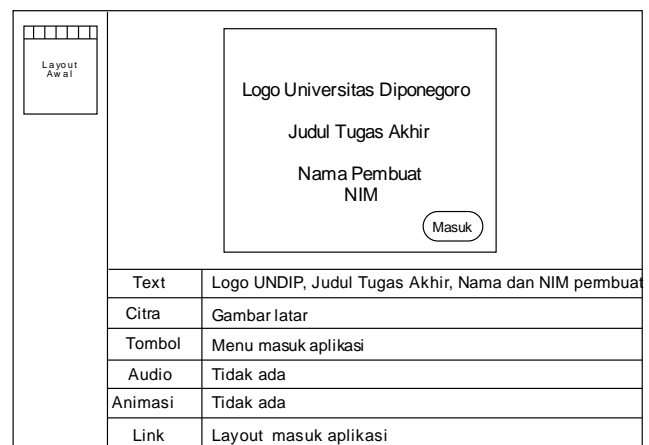 Layout
Awal
Logo Universitas Diponegoro
Judul Tugas Akhir
Nama Pembuat
NIM
Masuk
Text Logo UNDIP, Judul Tugas Akhir, Nama dan NIM pembuat
Citra Gambar latar
Tombol Menu masuk aplikasi
Audio Tidak ada
Animasi Tidak ada
Link Layout masuk aplikasi